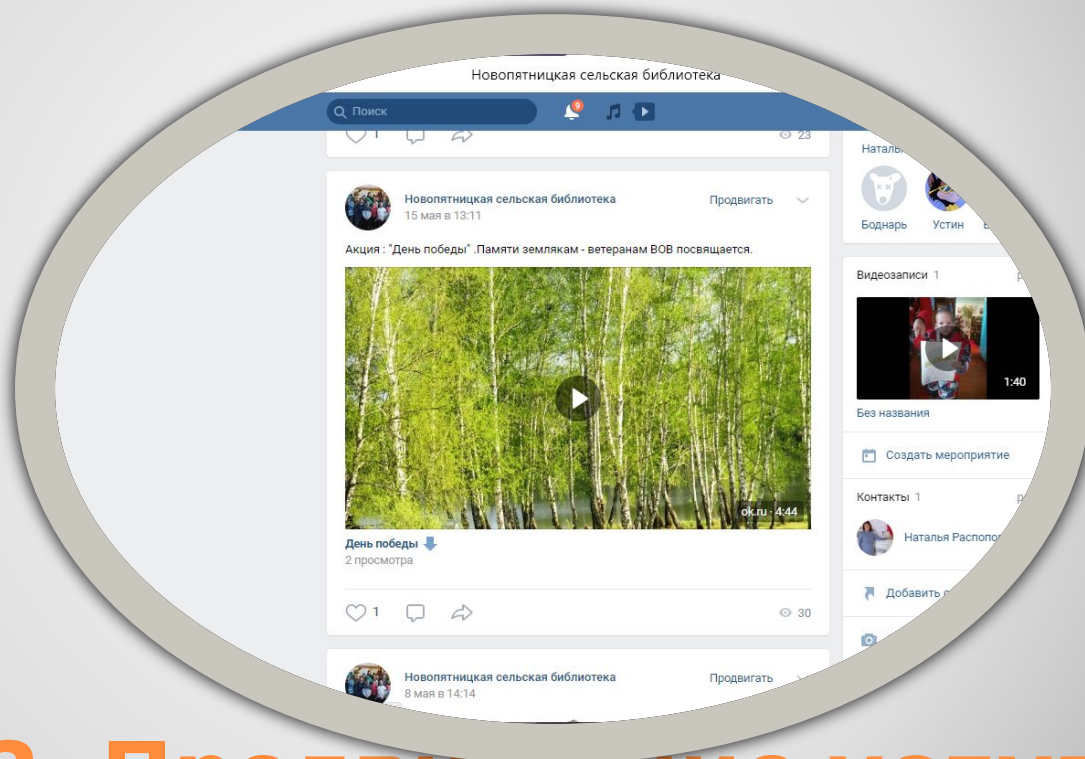 Новопятницкая сельская библиотека
Поиск
9
1
23
Новопятницкая сельская библиотека
15 мая в 13:11
Продвигать
Акция : "День победы" .Памяти землякам - ветеранам ВОВ посвящается.
ok.ru · 4:44
День победы
2 просмотра
1
30
Новопятницкая сельская библиотека
8 мая в 14:14
Продвигать
Боднарь
Устин
Видеозаписи 1
1:40
Без названия
Создать мероприятие
Контакты 1
Наталья
Добавить